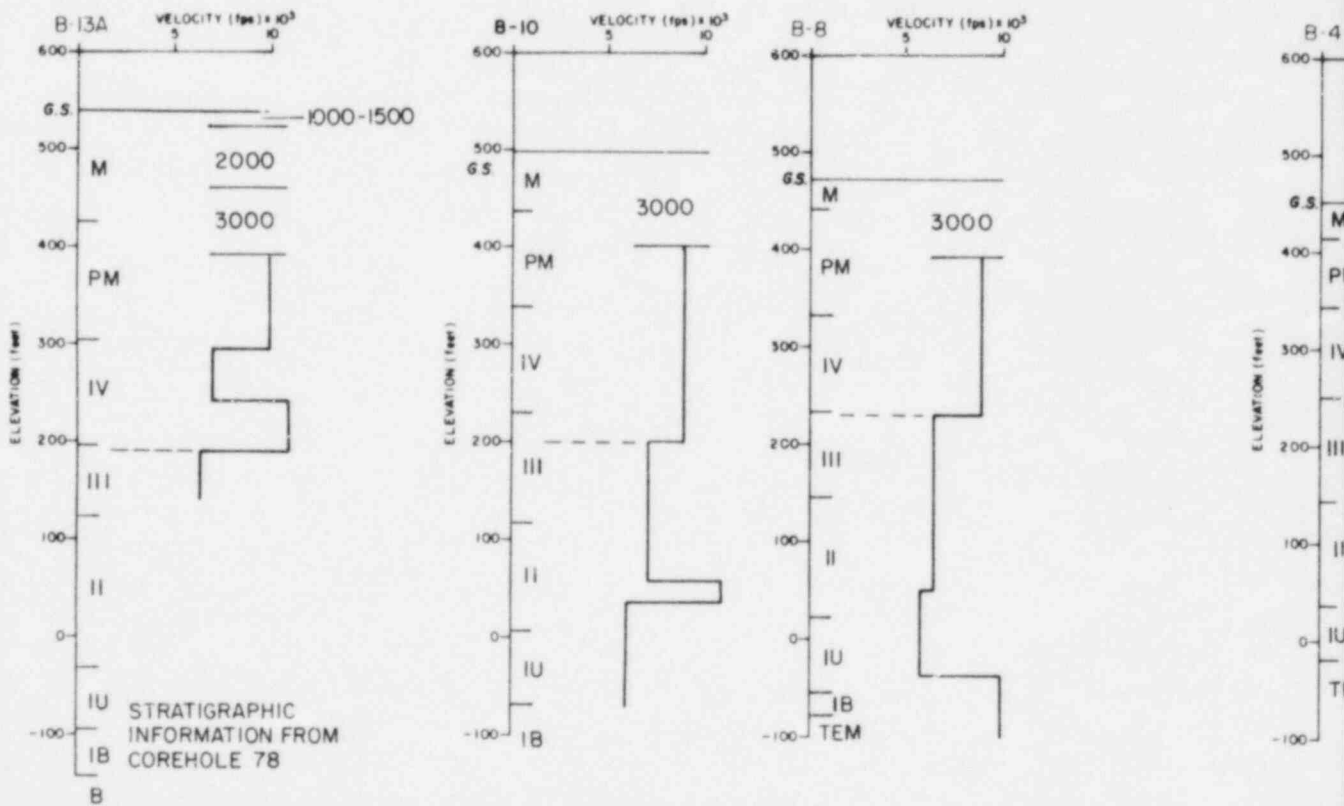 B-13A
VELOCITY (fps) × 10³
5 10
600
G.S.
1000-1500
500
M
2000
3000
400
PM
300
IV
ELEVATION (feet)
200
III
100
II
0
IU
-100
IB
B
STRATIGRAPHIC
INFORMATION FROM
COREHOLE 78
B-10
VELOCITY (fps) × 10³
5 10
600
500
G.S.
M
3000
400
PM
300
IV
ELEVATION (feet)
200
III
100
II
0
IU
-100
IB
B-8
VELOCITY (fps) × 10³
5 10
600
500
G.S.
M
3000
400
PM
300
IV
200
III
100
II
0
IU
IB
-100
TEM
B-4
600
500
G.S.
M
400
300
IV
ELEVATION (feet)
200
III
100
0
IU
-100